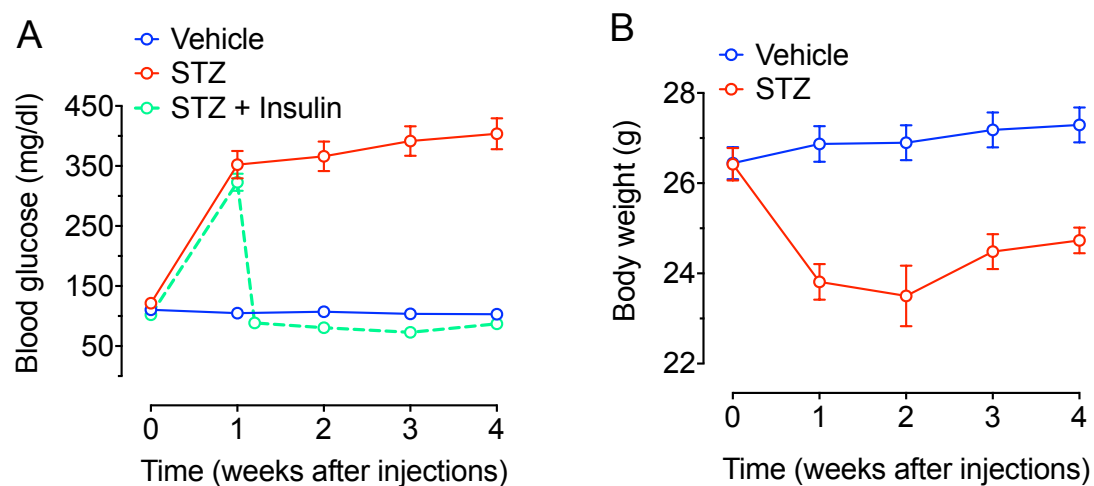 A
Vehicle
STZ
STZ + Insulin
Blood glucose (mg/dl)
450
350
250
150
50
0 1 2 3 4
Time (weeks after injections)
B
Vehicle
STZ
Body weight (g)
28
26
24
22
0 1 2 3 4
Time (weeks after injections)